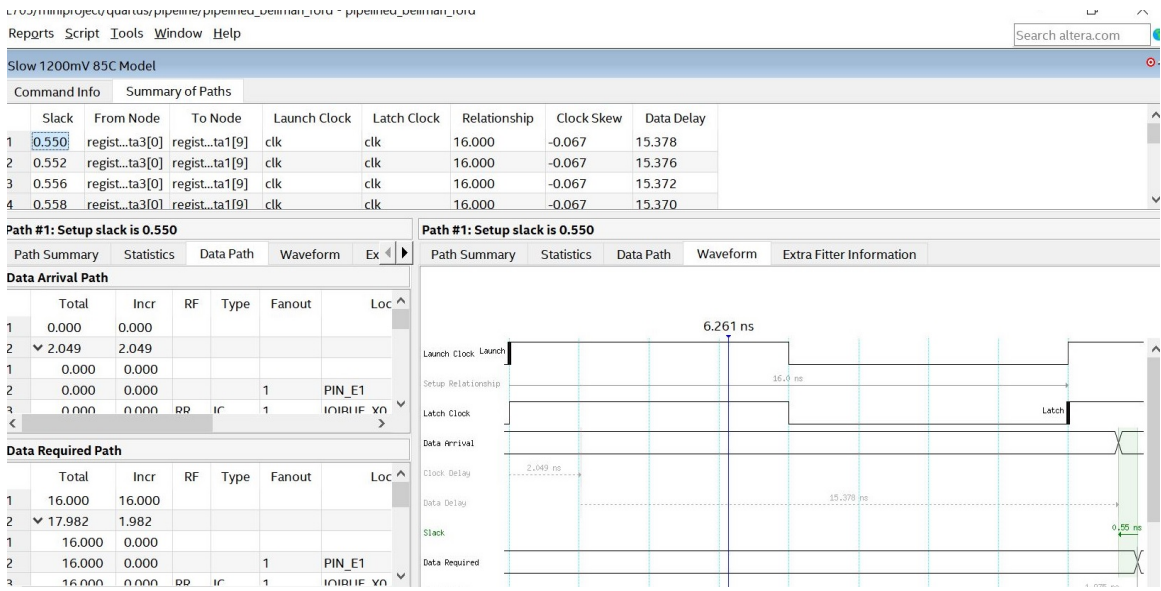 Reports Script Tools Window Help
Search altera.com
Slow 1200mV 85C Model
Command Info Summary of Paths
Slack From Node To Node Launch Clock Latch Clock Relationship Clock Skew Data Delay
1 0.550 regist...ta3[0] regist...ta1[9] clk clk 16.000 -0.067 15.378
2 0.552 regist...ta3[0] regist...ta1[9] clk clk 16.000 -0.067 15.376
3 0.556 regist...ta3[0] regist...ta1[9] clk clk 16.000 -0.067 15.372
4 0.558 regist...ta3[0] regist...ta1[9] clk clk 16.000 -0.067 15.370
Path #1: Setup slack is 0.550
Path Summary Statistics Data Path Waveform Ex
Data Arrival Path
Total Incr RF Type Fanout Loc
1 0.000 0.000
2 2.049 2.049
1 0.000 0.000
2 0.000 0.000 1 PIN_E1
3 0.000 0.000 RR IC 1 IOIBUF_X0
Data Required Path
Total Incr RF Type Fanout Loc
1 16.000 16.000
2 17.982 1.982
1 16.000 0.000
2 16.000 0.000 1 PIN_E1
3 16.000 0.000 RR IC 1 IOIBUF_X0
Path #1: Setup slack is 0.550
Path Summary Statistics Data Path Waveform Extra Fitter Information
6.261 ns
Launch Clock Launch
Setup Relationship 16.0 ns
Latch Clock Latch
Data Arrival
Clock Delay 2.049 ns
Data Delay 15.378 ns
Slack 0.55 ns
Data Required